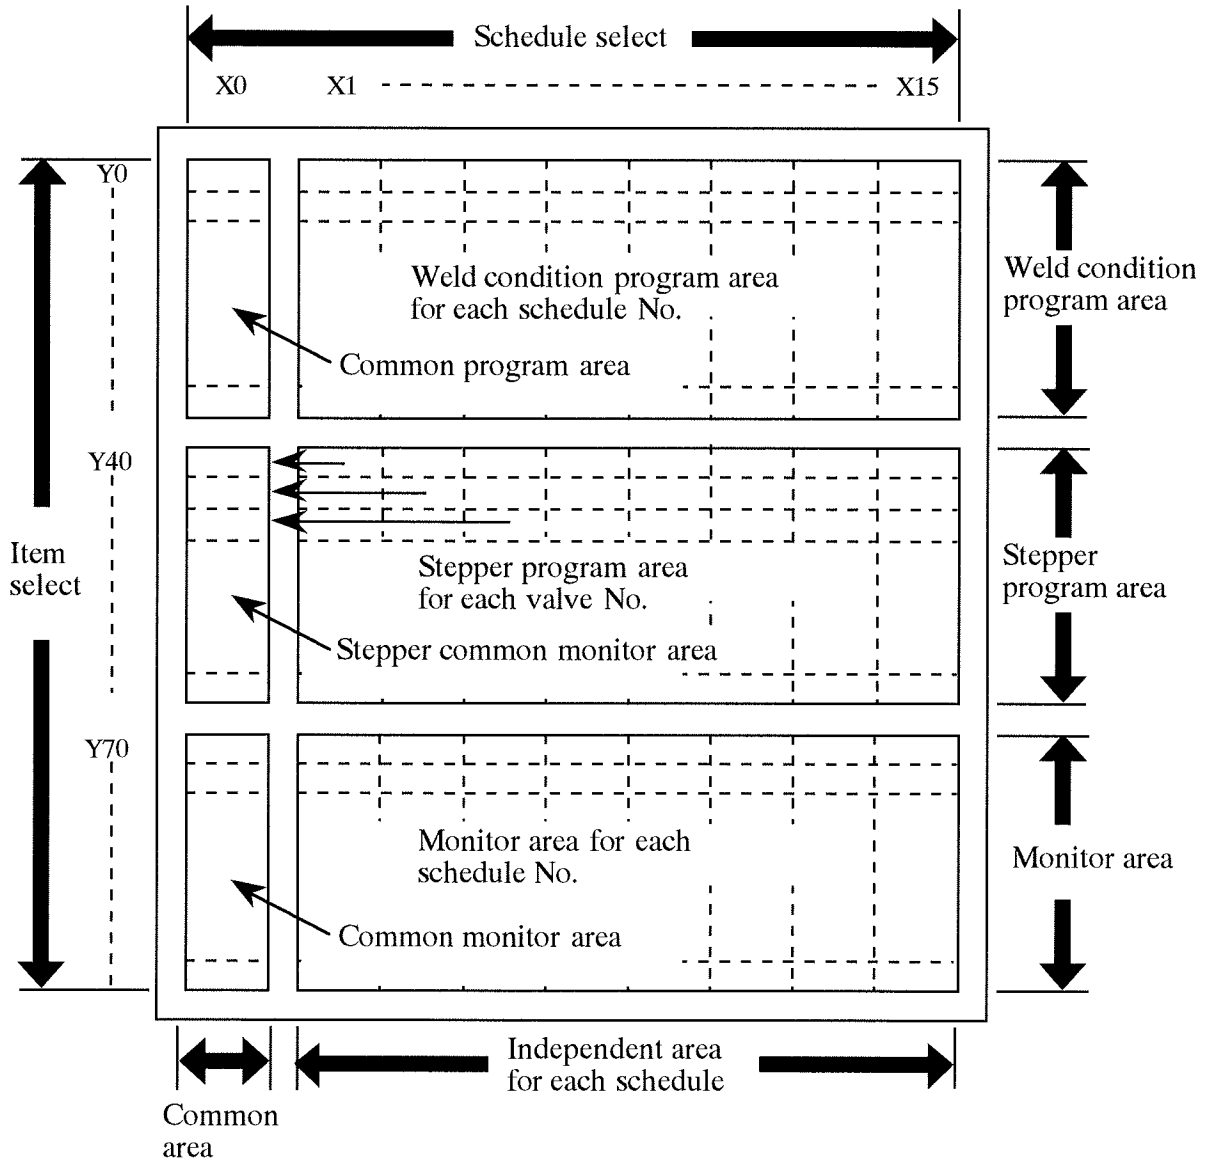 Schedule select
X0 X1 X15
Y0
Weld condition program area
for each schedule No.
Common program area
Weld condition
program area
Y40
Item
select
Stepper program area
for each valve No.
Stepper common monitor area
Stepper
program area
Y70
Monitor area for each
schedule No.
Common monitor area
Monitor area
Independent area
for each schedule
Common
area